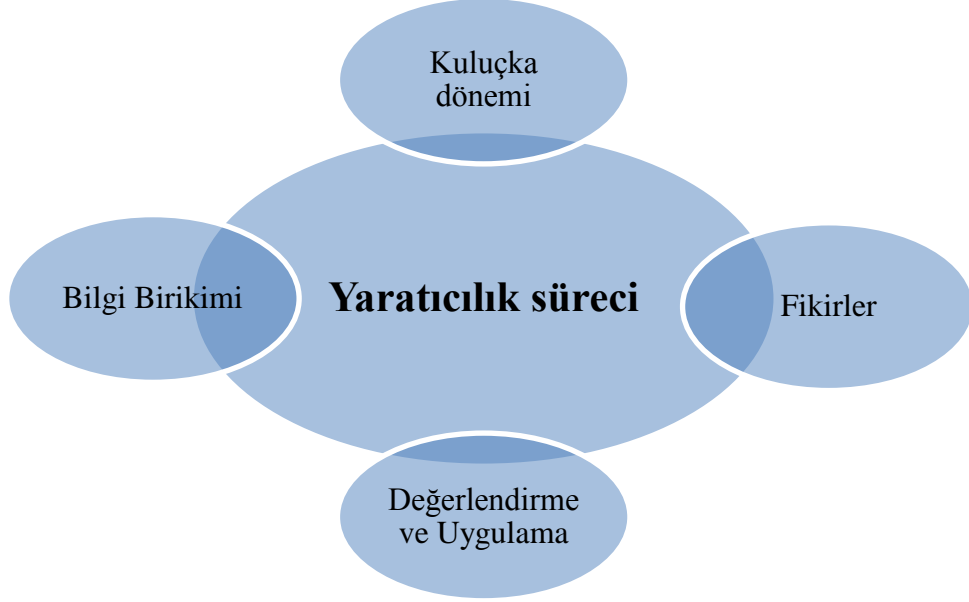 Kuluçka
dönemi
Bilgi Birikimi
Yaratıcılık süreci
Fikirler
Değerlendirme
ve Uygulama